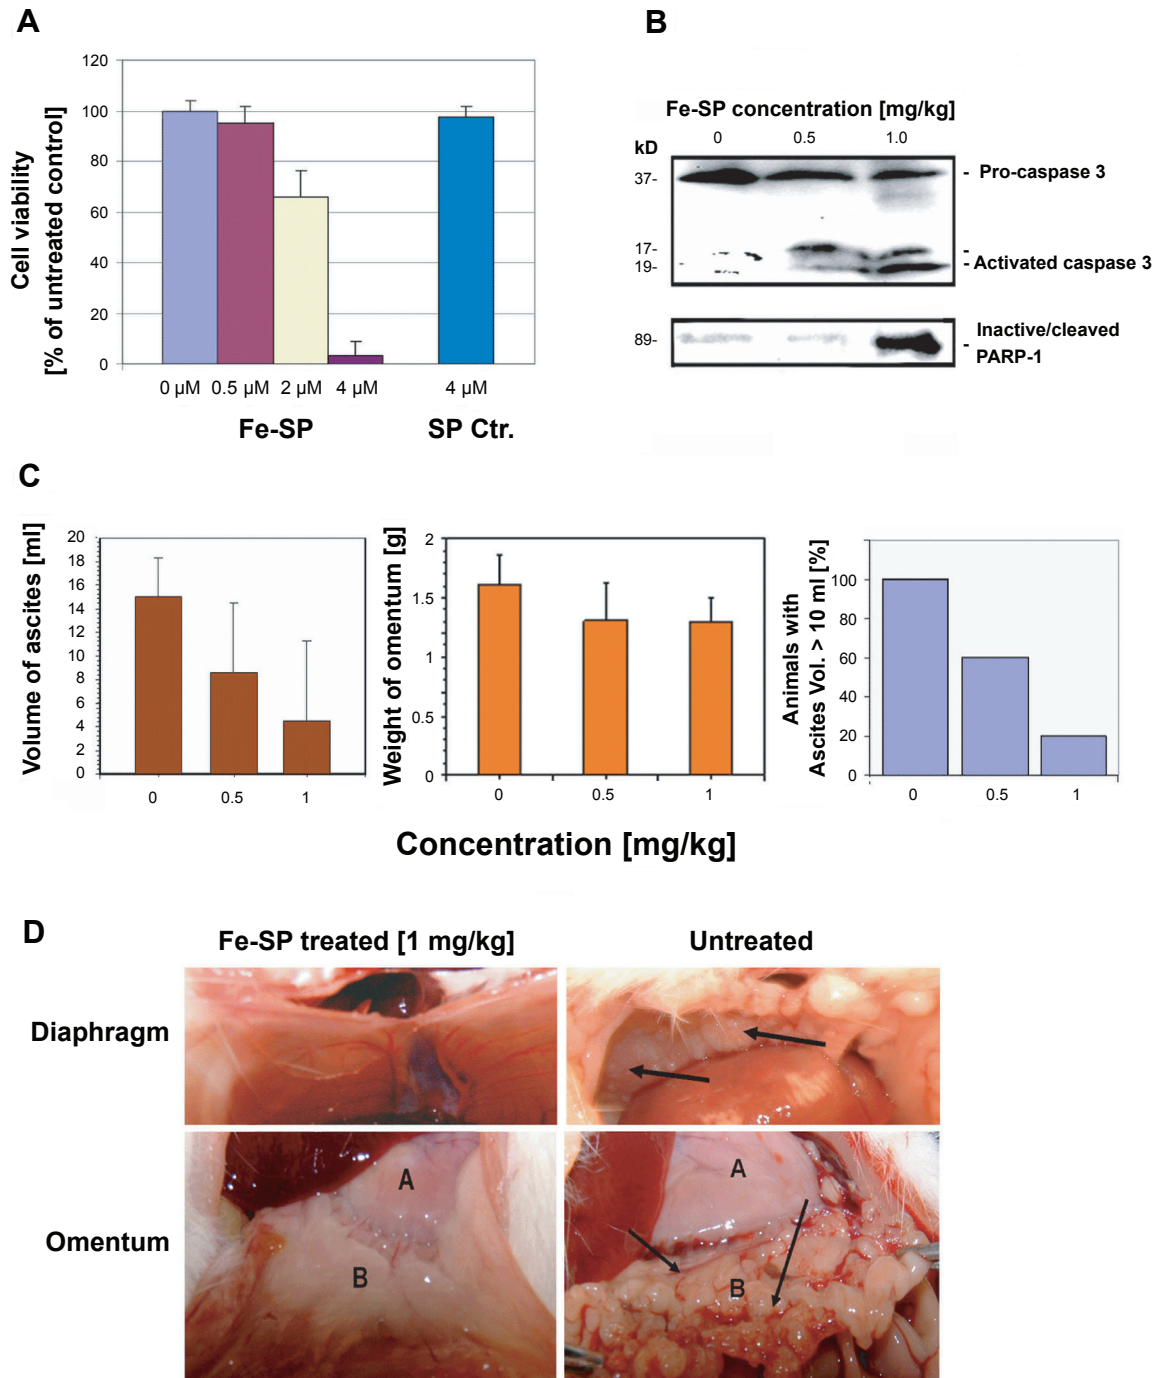 A
120
100
80
60
40
20
0
Cell viability
[% of untreated control]
0 µM 0.5 µM 2 µM 4 µM 4 µM
Fe-SP SP Ctr.
B
Fe-SP concentration [mg/kg]
0 0.5 1.0
kD
37- - Pro-caspase 3
17- -
19- - Activated caspase 3
89- - Inactive/cleaved
PARP-1
C
Volume of ascites [ml]
20
18
16
14
12
10
8
6
4
2
0
0 0.5 1
Weight of omentum [g]
2
1.5
1
0.5
0
0 0.5 1
Animals with
Ascites Vol. > 10 ml [%]
100
80
60
40
20
0
0 0.5 1
Concentration [mg/kg]
D
Fe-SP treated [1 mg/kg] Untreated
Diaphragm
Omentum
A
B
A
B